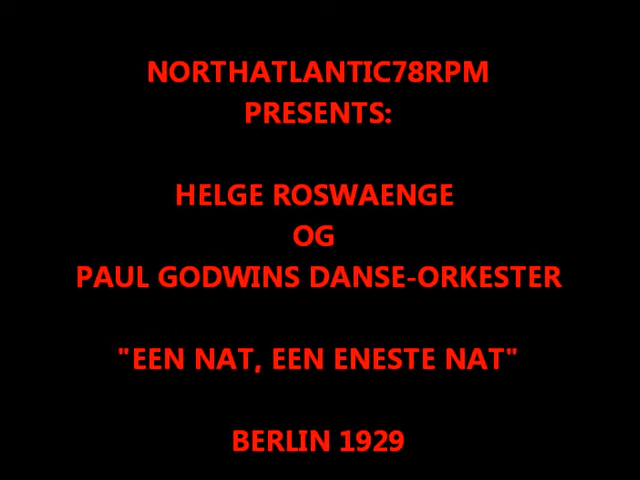 NORTHATLANTIC78RPM
PRESENTS:
HELGE ROSWAENGE
OG
PAUL GODWINS DANSE-ORKESTER
"EEN NAT, EEN ENESTE NAT"
BERLIN 1929